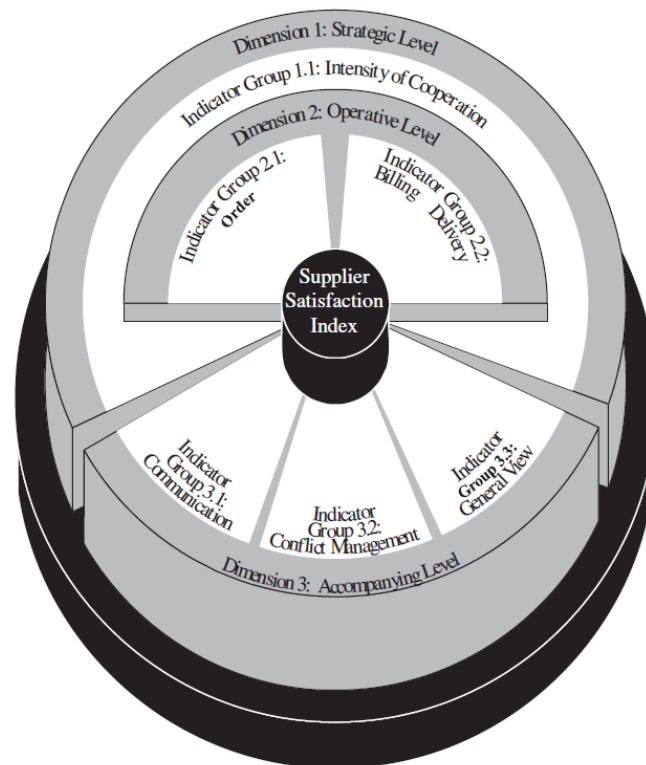 Dimension 1: Strategic Level
Indicator Group 1.1: Intensity of Cooperation
Dimension 2: Operative Level
Indicator Group 2.1:
Order
Indicator Group 2.2:
Billing Delivery
Supplier
Satisfaction
Index
Indicator
Group 3.1:
Communication
Indicator
Group 3.2:
Conflict Management
Indicator
Group 3.3:
General View
Dimension 3: Accompanying Level